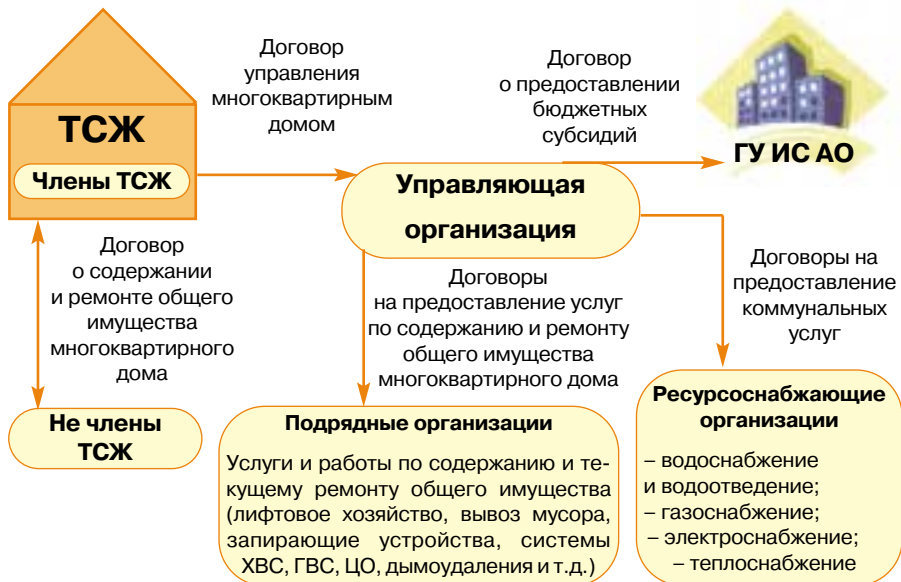 Договор
управления
многоквартирным
домом
Договор
о предоставлении
бюджетных
субсидий
ТСЖ
Члены ТСЖ
ГУ ИС АО
Управляющая
организация
Договор
о содержании
и ремонте общего
имущества
многоквартирного
дома
Договоры
на предоставление услуг
по содержанию и ремонту
общего имущества
многоквартирного дома
Договоры на
предоставление
коммунальных
услуг
Не члены
ТСЖ
Подрядные организации
Услуги и работы по содержанию и те-
кущему ремонту общего имущества
(лифтовое хозяйство, вывоз мусора,
запирающие устройства, системы
ХВС, ГВС, ЦО, дымоудаления и т.д.)
Ресурсоснабжающие
организации
– водоснабжение
и водоотведение;
– газоснабжение;
– электроснабжение;
– теплоснабжение